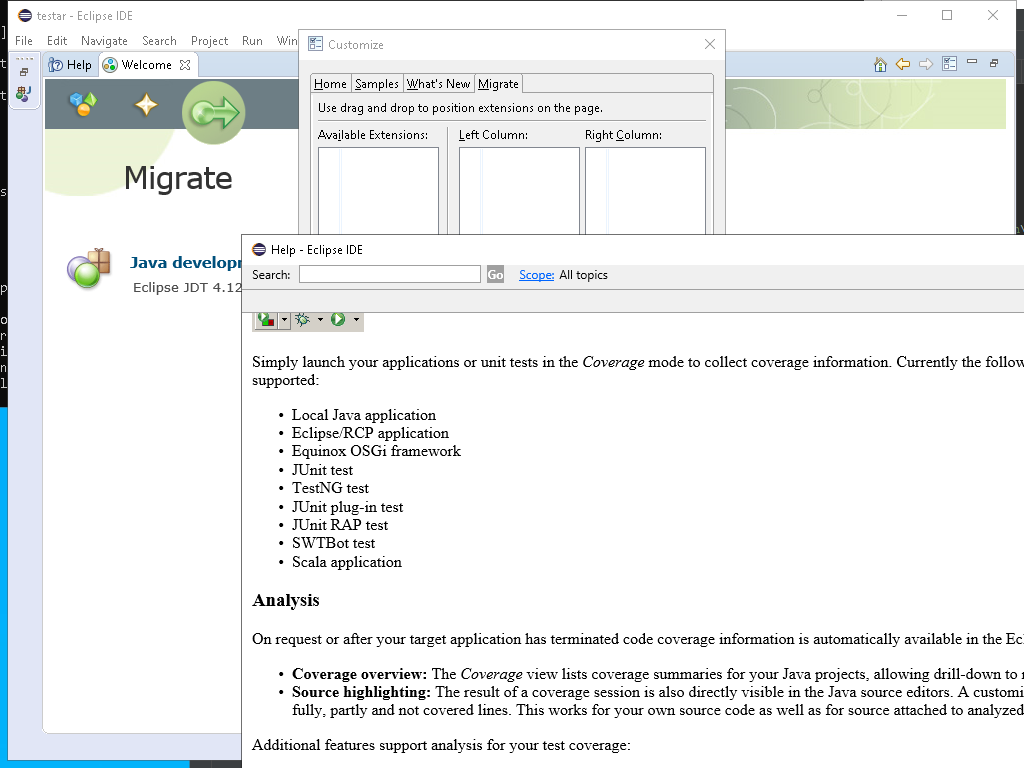 testar - Eclipse IDE
File Edit Navigate Search Project Run Win
Customize
Help Welcome
Home Samples What's New Migrate
Use drag and drop to position extensions on the page.
Available Extensions: Left Column: Right Column:
Migrate
Java develop
Eclipse JDT 4.12
Help - Eclipse IDE
Search: Go Scope: All topics
Simply launch your applications or unit tests in the Coverage mode to collect coverage information. Currently the follow
supported:
• Local Java application
• Eclipse/RCP application
• Equinox OSGi framework
• JUnit test
• TestNG test
• JUnit plug-in test
• JUnit RAP test
• SWTBot test
• Scala application
Analysis
On request or after your target application has terminated code coverage information is automatically available in the Ecl
• Coverage overview: The Coverage view lists coverage summaries for your Java projects, allowing drill-down to
• Source highlighting: The result of a coverage session is also directly visible in the Java source editors. A customi
fully, partly and not covered lines. This works for your own source code as well as for source attached to analyzed
Additional features support analysis for your test coverage: